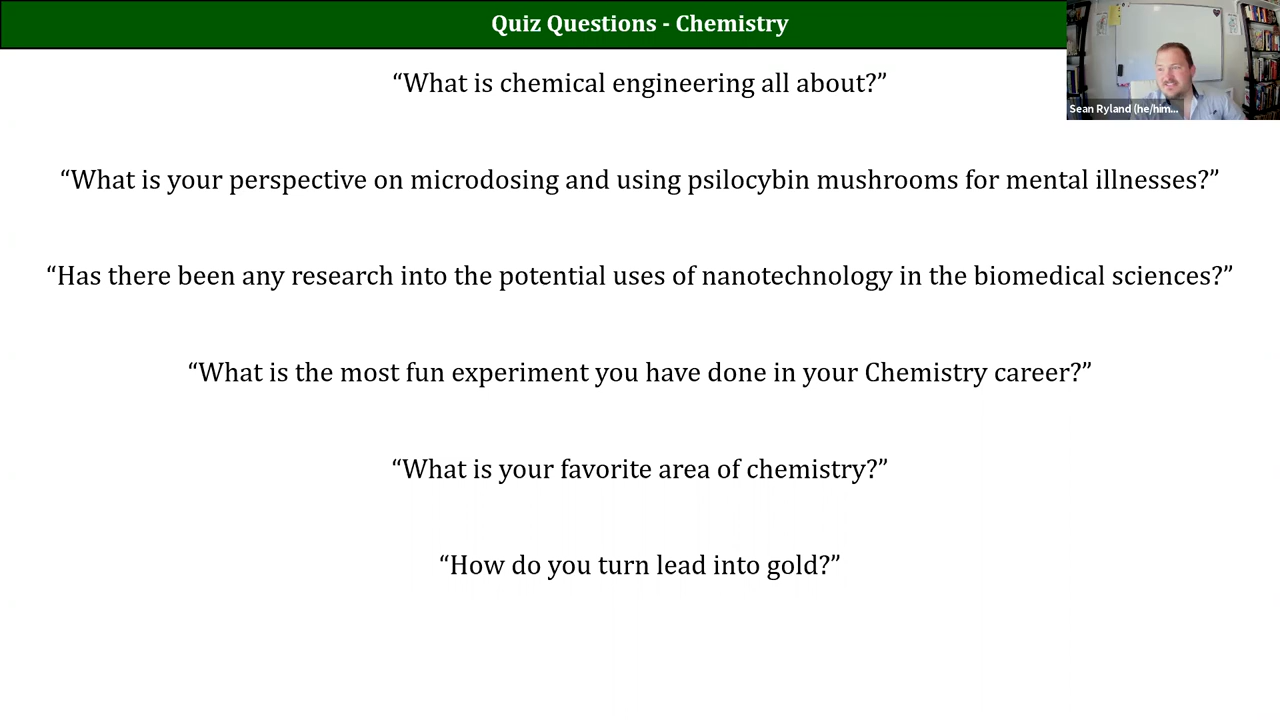 Quiz Questions - Chemistry
Sean Ryland (he/him...
“What is chemical engineering all about?”
“What is your perspective on microdosing and using psilocybin mushrooms for mental illnesses?”
“Has there been any research into the potential uses of nanotechnology in the biomedical sciences?”
“What is the most fun experiment you have done in your Chemistry career?”
“What is your favorite area of chemistry?”
“How do you turn lead into gold?”